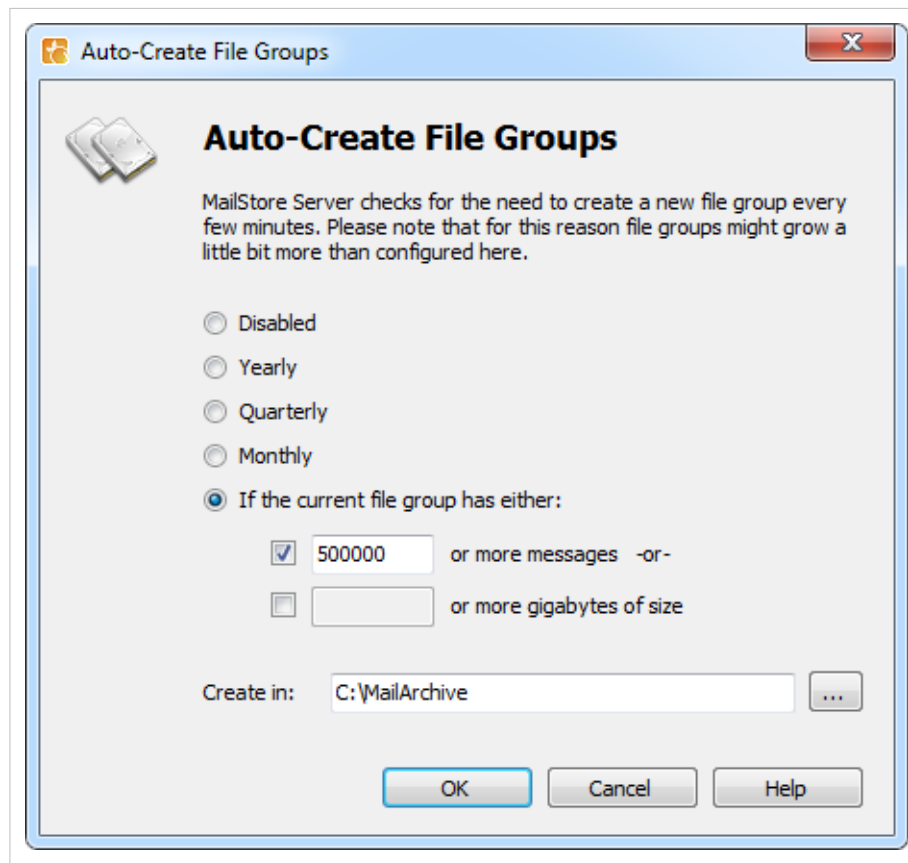 Auto-Create File Groups
Auto-Create File Groups
MailStore Server checks for the need to create a new file group every
few minutes. Please note that for this reason file groups might grow a
little bit more than configured here.
Disabled
Yearly
Quarterly
Monthly
If the current file group has either:
500000 or more messages -or-
or more gigabytes of size
Create in: C:\MailArchive ...
OK Cancel Help